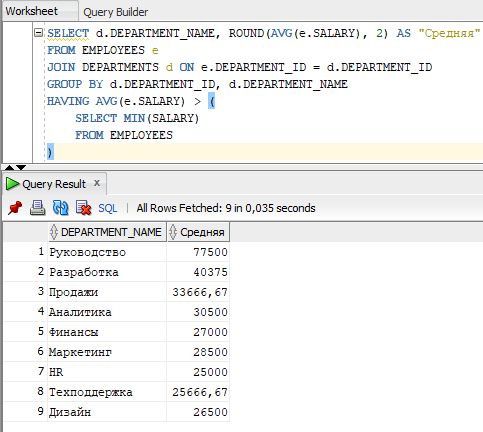 Worksheet Query Builder
SELECT d.DEPARTMENT_NAME, ROUND(AVG(e.SALARY), 2) AS "Средняя"
FROM EMPLOYEES e
JOIN DEPARTMENTS d ON e.DEPARTMENT_ID = d.DEPARTMENT_ID
GROUP BY d.DEPARTMENT_ID, d.DEPARTMENT_NAME
HAVING AVG(e.SALARY) > (
SELECT MIN(SALARY)
FROM EMPLOYEES
)
Query Result x
SQL | All Rows Fetched: 9 in 0,035 seconds
DEPARTMENT_NAME Средняя
1 Руководство 77500
2 Разработка 40375
3 Продажи 33666,67
4 Аналитика 30500
5 Финансы 27000
6 Маркетинг 28500
7 HR 25000
8 Техподдержка 25666,67
9 Дизайн 26500